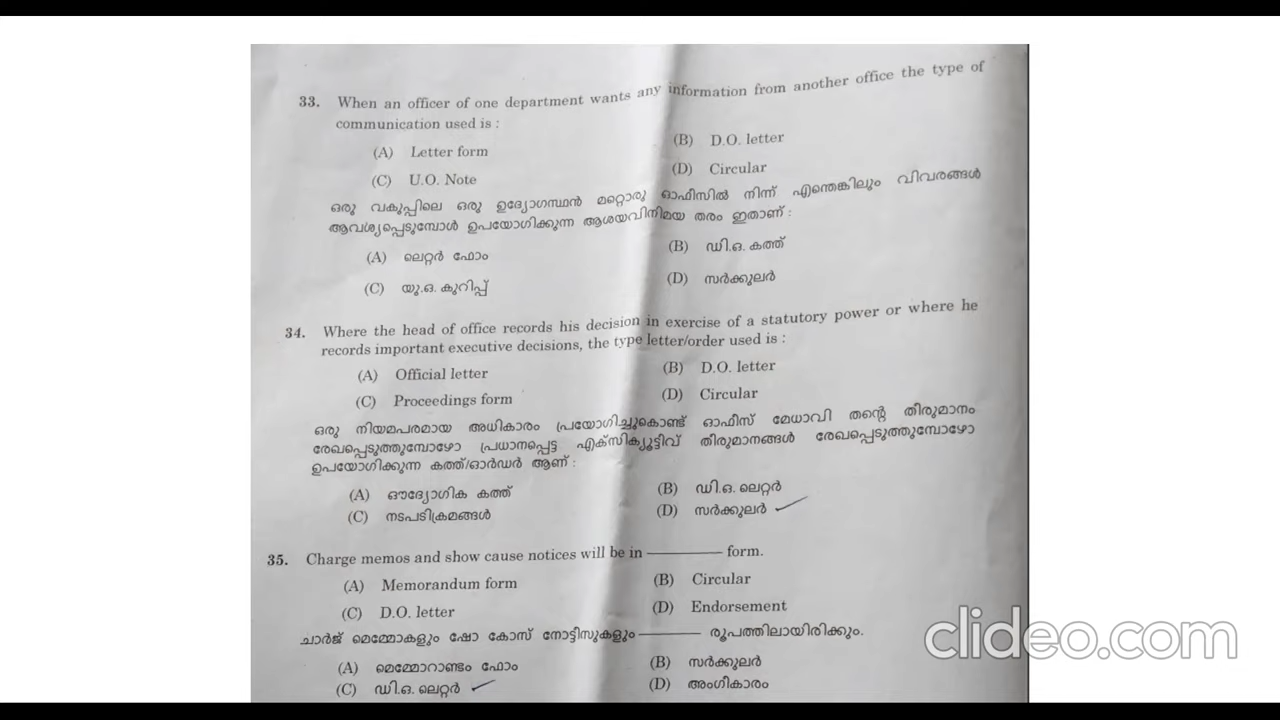 33. When an officer of one department wants any information from another office the type of
communication used is :
(A) Letter form
(B) D.O. letter
(C) U.O. Note
(D) Circular
ഒരു വകുപ്പിലെ ഒരു ഉദ്യോഗസ്ഥൻ മറ്റൊരു ഓഫീസിൽ നിന്ന് എന്തെങ്കിലും വിവരങ്ങൾ
ആവശ്യപ്പെടുമ്പോൾ ഉപയോഗിക്കുന്ന ആശയവിനിമയ തരം ഇതാണ് :
(A) ലെറ്റർ ഫോം
(B) ഡി.ഒ. കത്ത്
(C) യു.ഒ. കുറിപ്പ്
(D) സർക്കുലർ
34. Where the head of office records his decision in exercise of a statutory power or where he
records important executive decisions, the type letter/order used is :
(A) Official letter
(B) D.O. letter
(C) Proceedings form
(D) Circular
ഒരു നിയമപരമായ അധികാരം പ്രയോഗിച്ചുകൊണ്ട് ഓഫീസ് മേധാവി തന്റെ തീരുമാനം
രേഖപ്പെടുത്തുമ്പോഴോ പ്രധാനപ്പെട്ട എക്സിക്യൂട്ടീവ് തിരുമാനങ്ങൾ രേഖപ്പെടുത്തുമ്പോഴോ
ഉപയോഗിക്കുന്ന കത്ത്/ഓർഡർ ആണ് :
(A) ഔദ്യോഗിക കത്ത്
(B) ഡി.ഒ. ലെറ്റർ
(C) നടപടിക്രമങ്ങൾ
(D) സർക്കുലർ
35. Charge memos and show cause notices will be in ———— form.
(A) Memorandum form
(B) Circular
(C) D.O. letter
(D) Endorsement
ചാർജ് മെമ്മോകളും ഷോ കോസ് നോട്ടീസുകളും ———— രൂപത്തിലായിരിക്കും.
(A) മെമ്മോറാണ്ടം ഫോം
(B) സർക്കുലർ
(C) ഡി.ഒ. ലെറ്റർ
(D) അംഗീകാരം
clideo.com